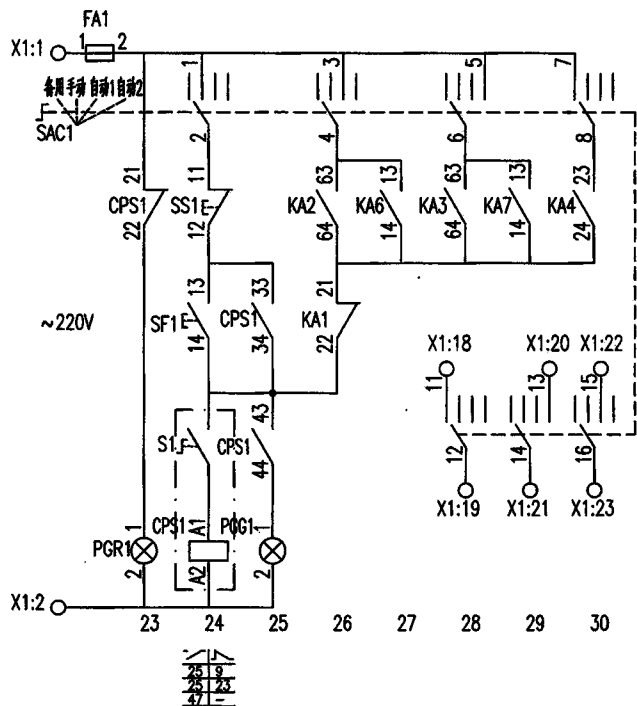 FA1
X1:1 1 2
1 3 5 7
备用 手动 自动1 自动2
SAC1
2 4 6 8
21 11 63 13 63 13 23
CPS1 SS1 KA2 KA6 KA3 KA7 KA4
22 12 64 14 64 14 24
13 33 21
SF1 CPS1 KA1
~220V
14 34 22
X1:18 X1:20 X1:22
11 13 15
43
S1 CPS1
44
12 14 16
X1:19 X1:21 X1:23
CPS1 A1
PGR1 1 2
A2
PGG1 1 2
X1:2
23 24 25 26 27 28 29 30
25 9
25 23
47 -